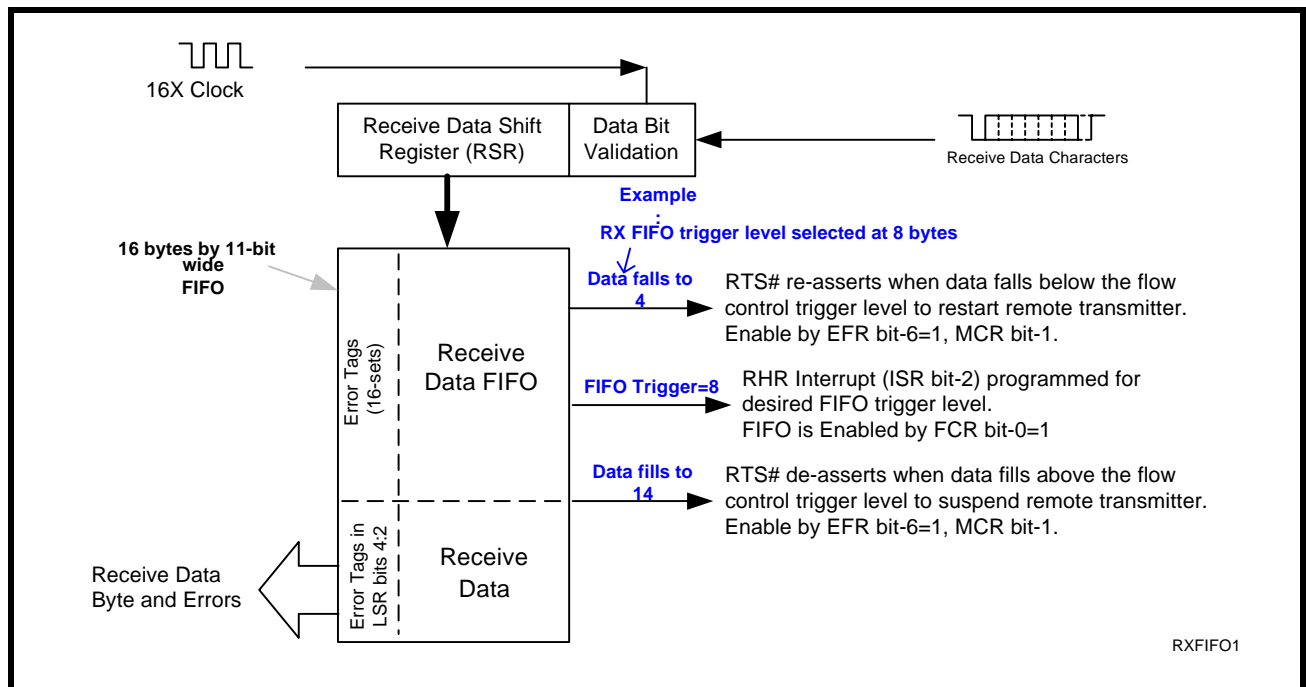 16X Clock
Receive Data Shift
Register (RSR)
Data Bit
Validation
Receive Data Characters
Example
:
RX FIFO trigger level selected at 8 bytes
16 bytes by 11-bit
wide
FIFO
Error Tags
(16-sets)
Receive
Data FIFO
Data falls to
4
RTS# re-asserts when data falls below the flow
control trigger level to restart remote transmitter.
Enable by EFR bit-6=1, MCR bit-1.
FIFO Trigger=8
RHR Interrupt (ISR bit-2) programmed for
desired FIFO trigger level.
FIFO is Enabled by FCR bit-0=1
Data fills to
14
RTS# de-asserts when data fills above the flow
control trigger level to suspend remote transmitter.
Enable by EFR bit-6=1, MCR bit-1.
Error Tags in
LSR bits 4:2
Receive
Data
Receive Data
Byte and Errors
RXFIFO1